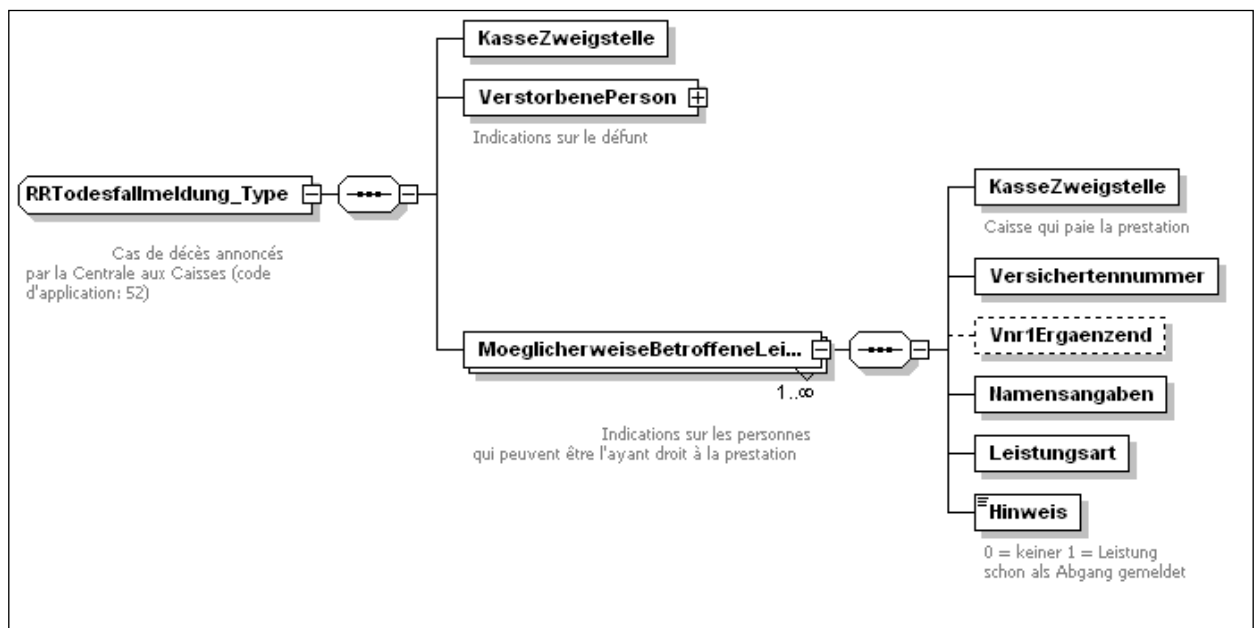 KasseZweigstelle
VerstorbenePerson
Indications sur le défunt
RRTodesfallmeldung_Type
Cas de décès annoncés
par la Centrale aux Caisses (code
d'application: 52)
MoeglicherweiseBetroffeneLei...
1..∞
Indications sur les personnes
qui peuvent être l'ayant droit à la prestation
KasseZweigstelle
Caisse qui paie la prestation
Versichertennummer
Vnr1Ergaenzend
Namensangaben
Leistungsart
Hinweis
0 = keiner 1 = Leistung
schon als Abgang gemeldet